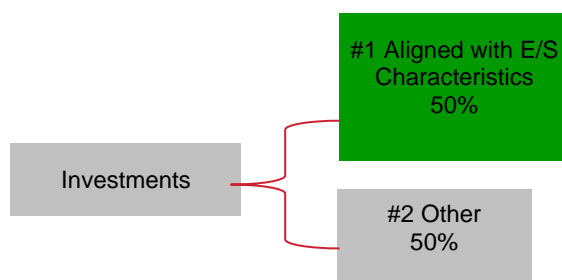 #1 Aligned with E/S
Characteristics
50%
Investments
#2 Other
50%